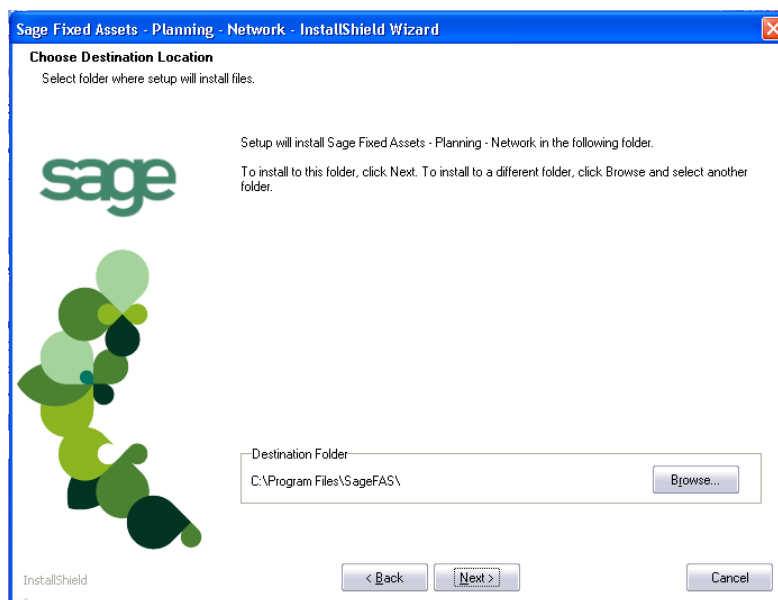 Sage Fixed Assets - Planning - Network - InstallShield Wizard
Choose Destination Location
Select folder where setup will install files.
sage
Setup will install Sage Fixed Assets - Planning - Network in the following folder.
To install to this folder, click Next. To install to a different folder, click Browse and select another
folder.
Destination Folder
C:\Program Files\SageFAS\
Browse...
InstallShield
< Back
Next >
Cancel